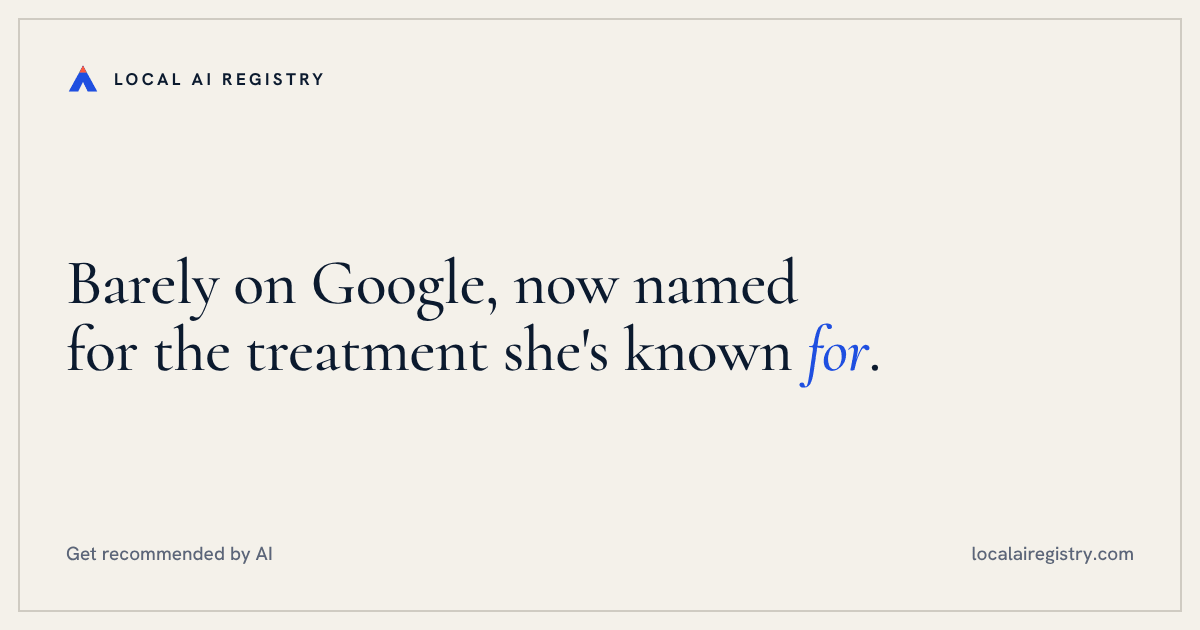 LOCAL AI REGISTRY
Barely on Google, now named
for the treatment she's known for.
Get recommended by AI
localairegistry.com